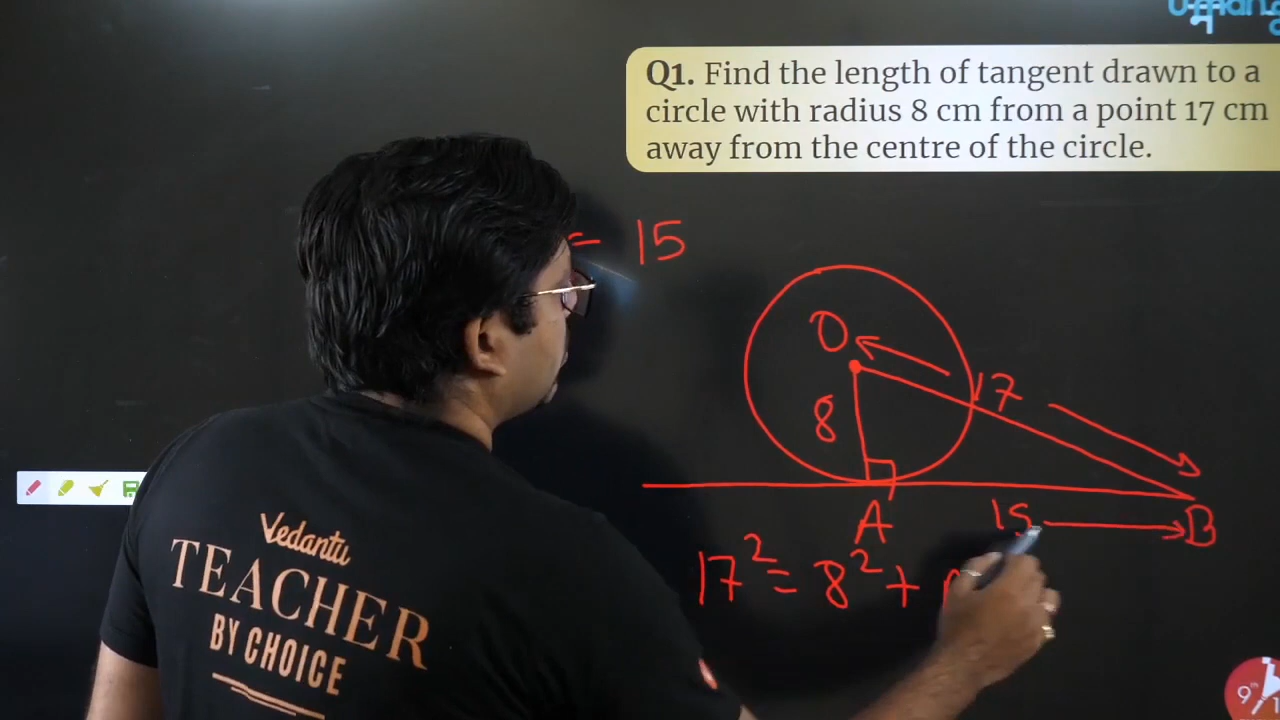 Q1. Find the length of tangent drawn to a
circle with radius 8 cm from a point 17 cm
away from the centre of the circle.
= 15
O
17
8
A
15
B
17² = 8² +
Vedantu
TEACHER
BY CHOICE
9th